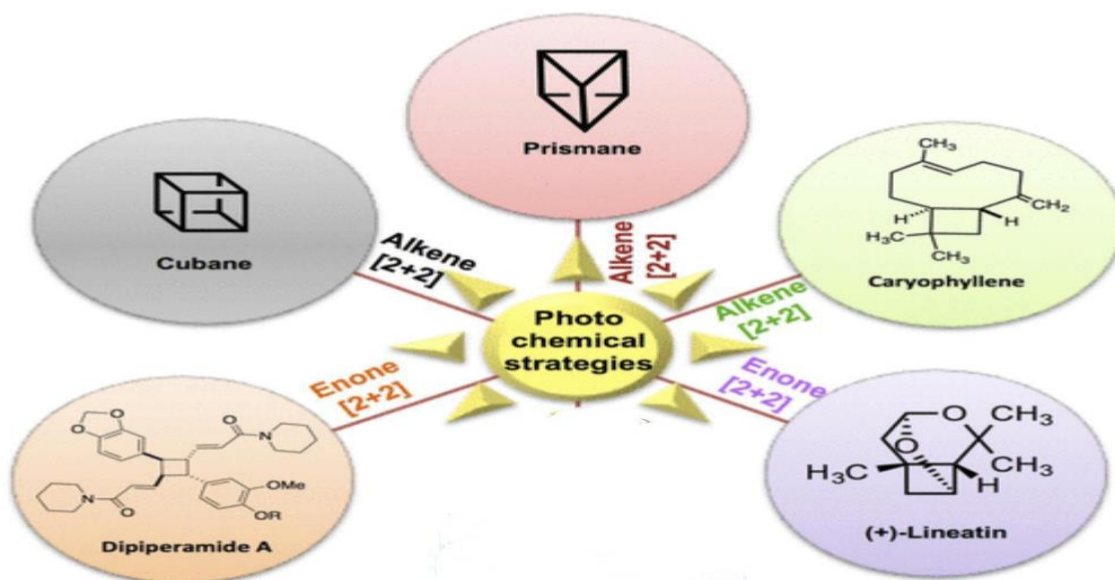 Prismane
Cubane
CH₃
H
H
CH₂
H₃C
CH₃
Caryophyllene
Alkene
[2+2]
Alkene
[2+2]
Alkene
[2+2]
Photo
chemical
strategies
Enone
[2+2]
Enone
[2+2]
O
O
O
N
N
O
OMe
OR
Dipiperamide A
O
CH₃
O
CH₃
H₃C
H
(+)-Lineatin